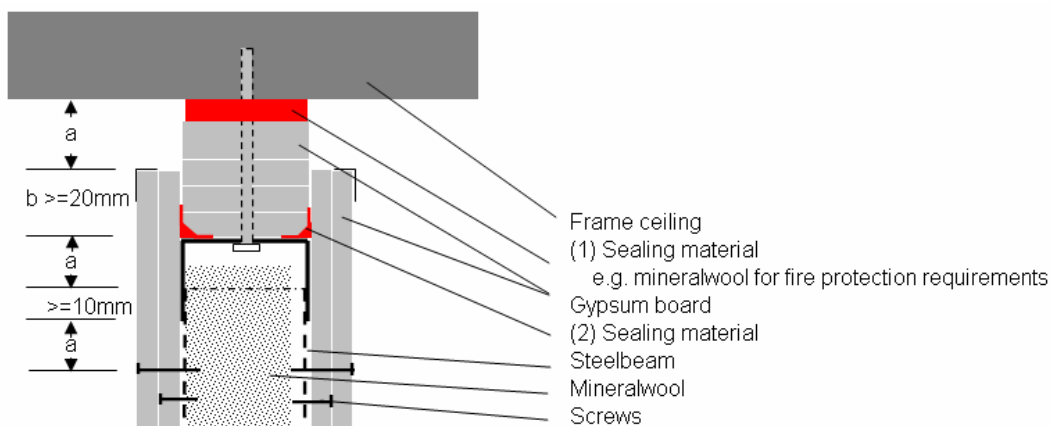 a
b >=20mm
a
>=10mm
a
Frame ceiling
(1) Sealing material
e.g. mineralwool for fire protection requirements
Gypsum board
(2) Sealing material
Steelbeam
Mineralwool
Screws